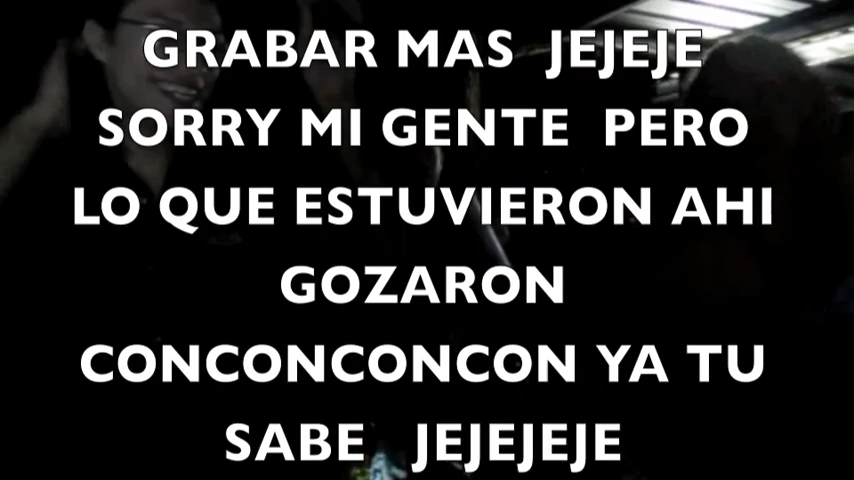 GRABAR MAS JEJEJE
SORRY MI GENTE PERO
LO QUE ESTUVIERON AHI
GOZARON
CONCONCONCON YA TU
SABE JEJEJEJE